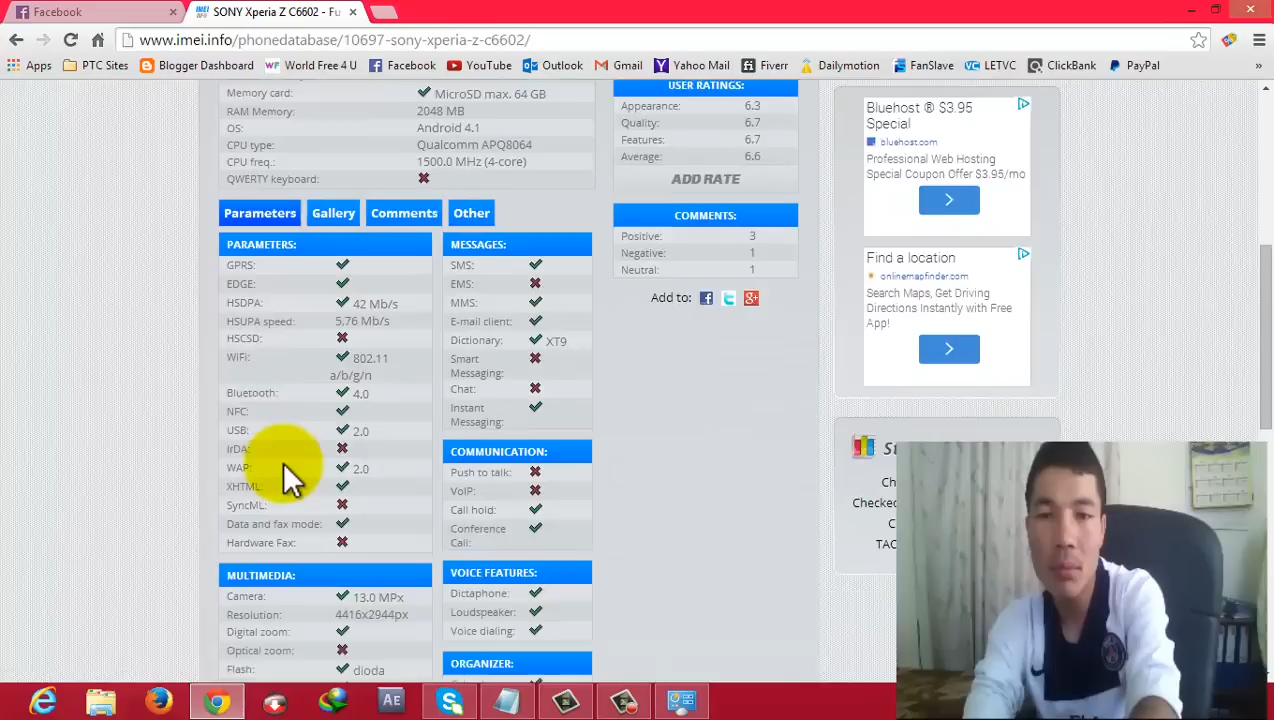 Facebook
SONY Xperia Z C6602 - Fu
www.imei.info/phonedatabase/10697-sony-xperia-z-c6602/
Apps PTC Sites Blogger Dashboard World Free 4 U Facebook YouTube Outlook Gmail Yahoo Mail Fiverr Dailymotion FanSlave LETVC ClickBank PayPal »
Memory card: MicroSD max. 64 GB
RAM Memory: 2048 MB
OS: Android 4.1
CPU type: Qualcomm APQ8064
CPU freq.: 1500.0 MHz (4-core)
QWERTY keyboard:
Parameters Gallery Comments Other
PARAMETERS:
GPRS:
EDGE:
HSDPA: 42 Mb/s
HSUPA speed: 5,76 Mb/s
HSCSD:
WiFi: 802.11
a/b/g/n
Bluetooth: 4.0
NFC:
USB: 2.0
IrDA:
WAP: 2.0
XHTML:
SyncML:
Data and fax mode:
Hardware Fax:
MULTIMEDIA:
Camera: 13.0 MPx
Resolution: 4416x2944px
Digital zoom:
Optical zoom:
Flash: dioda
MESSAGES:
SMS:
EMS:
MMS:
E-mail client:
Dictionary: XT9
Smart
Messaging:
Chat:
Instant
Messaging:
COMMUNICATION:
Push to talk:
VoIP:
Call hold:
Conference
Call:
VOICE FEATURES:
Dictaphone:
Loudspeaker:
Voice dialing:
ORGANIZER:
USER RATINGS:
Appearance: 6.3
Quality: 6.7
Features: 6.7
Average: 6.6
ADD RATE
COMMENTS:
Positive: 3
Negative: 1
Neutral: 1
Add to:
Bluehost ® $3.95
Special
bluehost.com
Professional Web Hosting
Special Coupon Offer $3.95/mo
Find a location
onlinemapfinder.com
Search Maps, Get Driving
Directions Instantly with Free
App!
St
Ch
Checked
C
TAC
AE